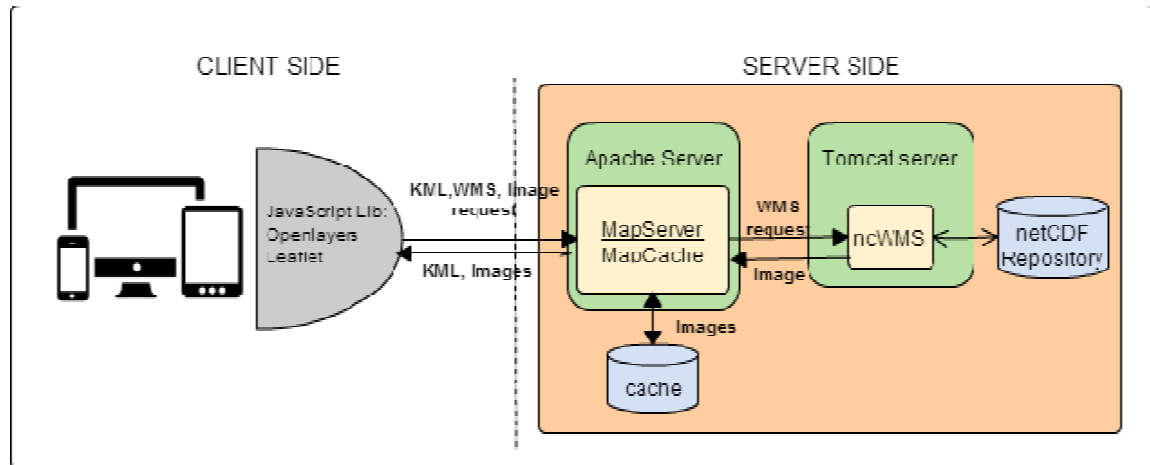 CLIENT SIDE
SERVER SIDE
JavaScript Lib:
Openlayers
Leaflet
KML,WMS, Image
request
KML, Images
Apache Server
MapServer
MapCache
Images
cache
WMS
request
Image
Tomcat server
ncWMS
netCDF
Repository